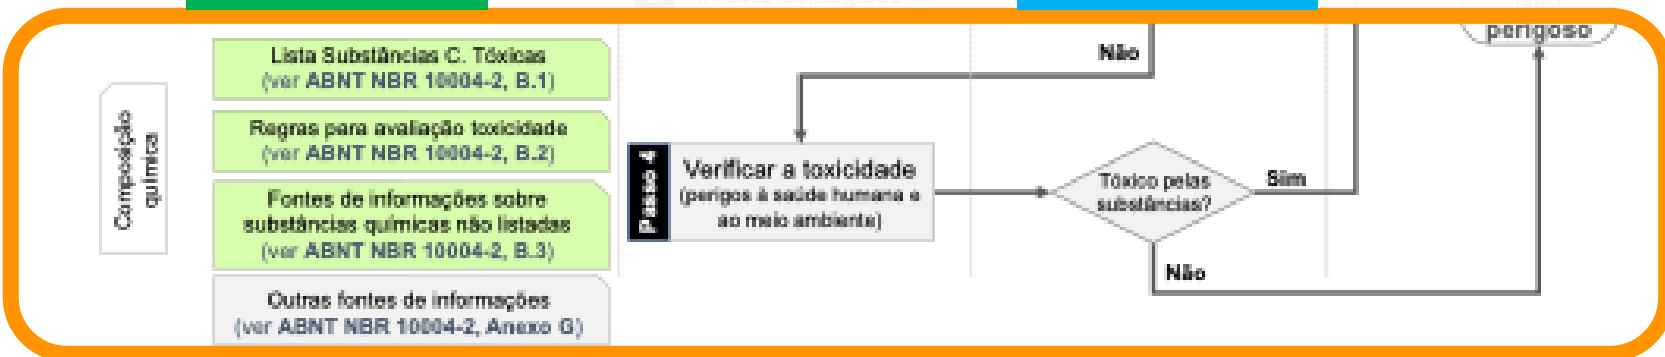 perigoso
Não
Lista Substâncias C. Tóxicas
(ver ABNT NBR 10004-2, B.1)
Regras para avaliação toxicidade
(ver ABNT NBR 10004-2, B.2)
Fontes de informações sobre
substâncias químicas não listadas
(ver ABNT NBR 10004-2, B.3)
Outras fontes de informações
(ver ABNT NBR 10004-2, Anexo G)
Composição
química
Passo 4
Verificar a toxicidade
(perigos à saúde humana e
ao meio ambiente)
Tóxico pelas
substâncias?
Sim
Não